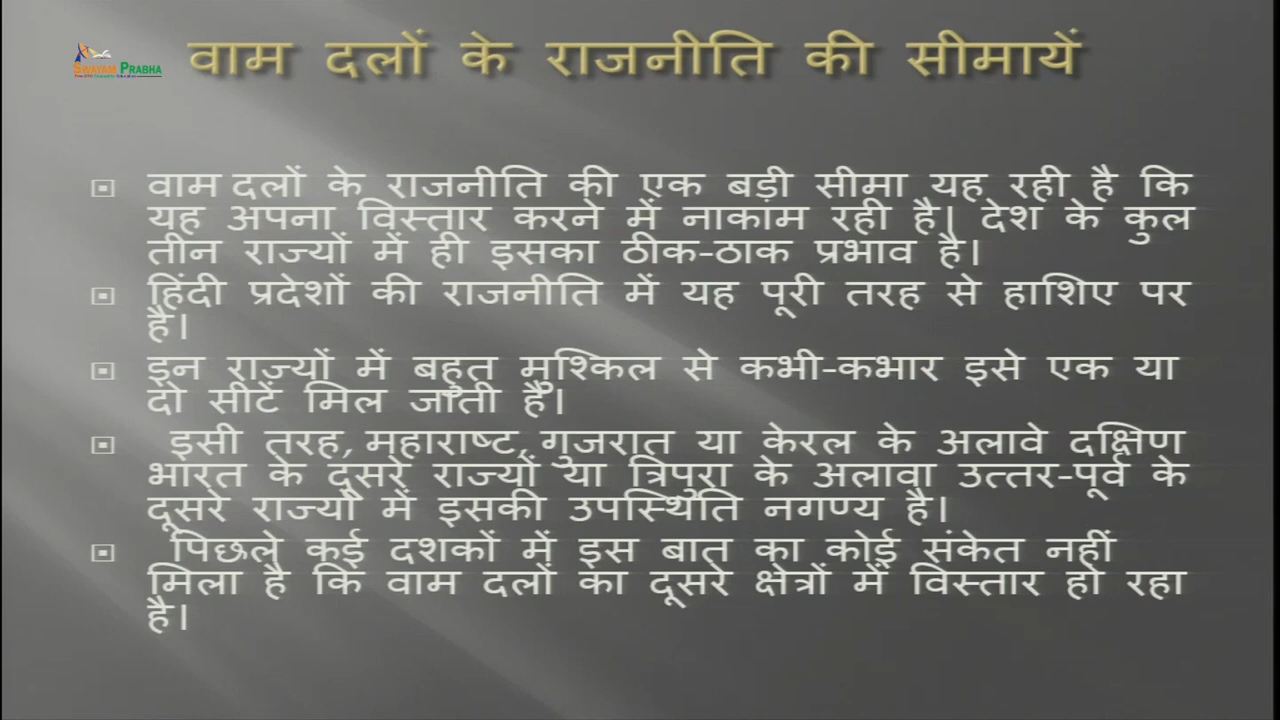 SWAYAM PRABHA
वाम दलों के राजनीति की सीमायें
वाम दलों के राजनीति की एक बड़ी सीमा यह रही है कि
यह अपना विस्तार करने में नाकाम रही है। देश के कुल
तीन राज्यों में ही इसका ठीक-ठाक प्रभाव है।
हिंदी प्रदेशों की राजनीति में यह पूरी तरह से हाशिए पर
है।
इन राज्यों में बहुत मुश्किल से कभी-कभार इसे एक या
दो सीटें मिल जाती हैं।
इसी तरह, महाराष्ट, गुजरात या केरल के अलावे दक्षिण
भारत के दूसरे राज्यों या त्रिपुरा के अलावा उत्तर-पूर्व के
दूसरे राज्यों में इसकी उपस्थिति नगण्य है।
पिछले कई दशकों में इस बात का कोई संकेत नहीं
मिला है कि वाम दलों का दूसरे क्षेत्रों में विस्तार हो रहा
है।